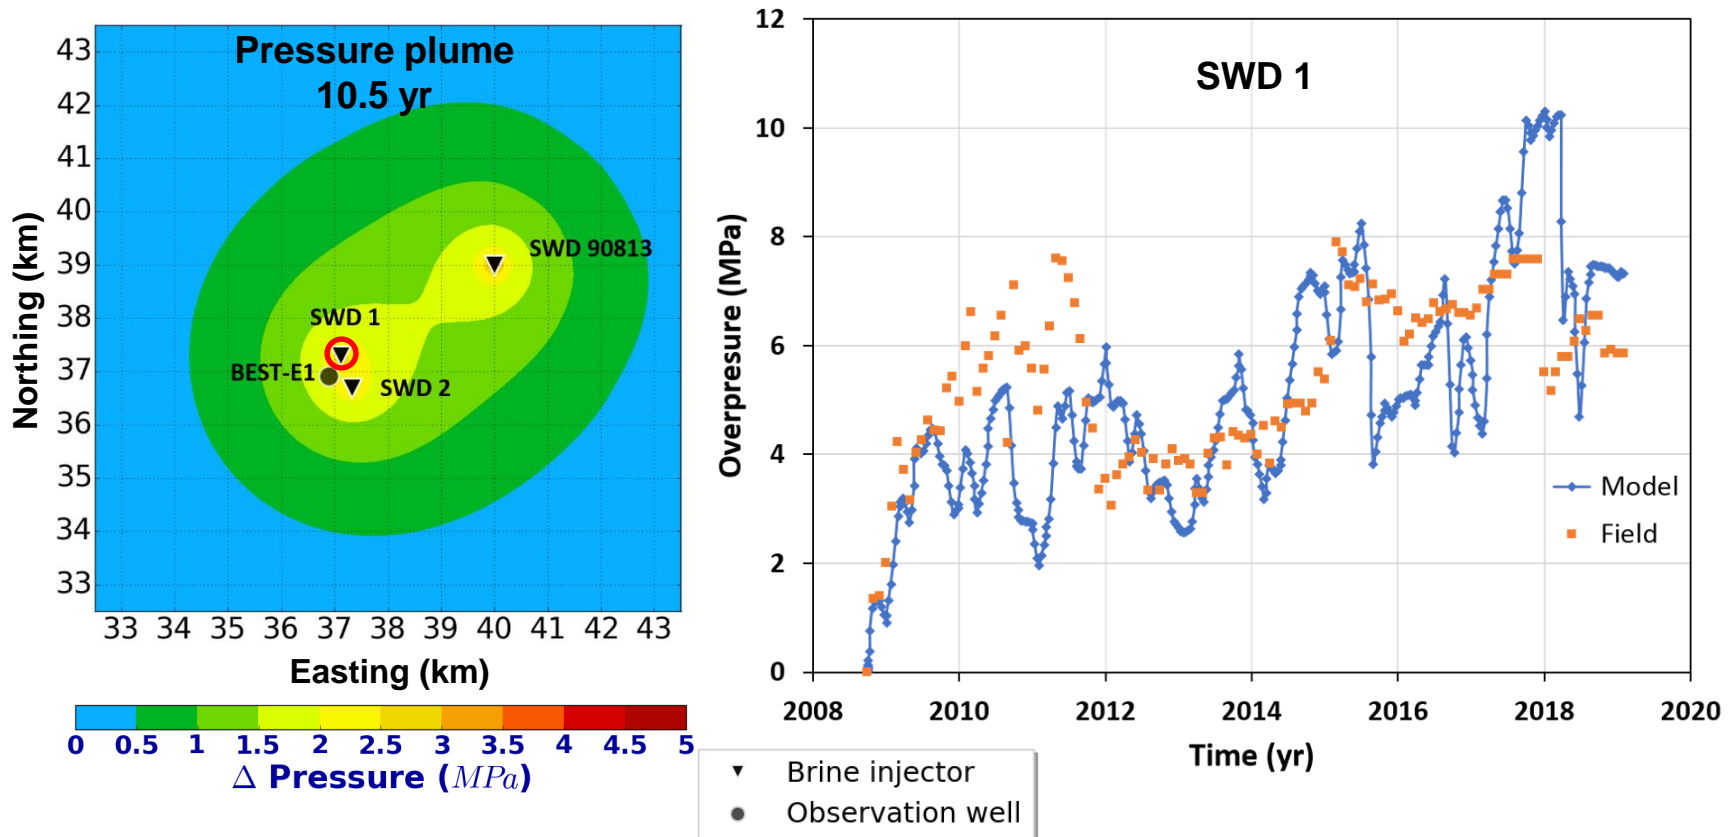 Pressure plume
10.5 yr
43
42
41
40
39
38
37
36
35
34
33
Northing (km)
SWD 90813
SWD 1
BEST-E1
SWD 2
33 34 35 36 37 38 39 40 41 42 43
Easting (km)
0 0.5 1 1.5 2 2.5 3 3.5 4 4.5 5
Δ Pressure (MPa)
Brine injector
Observation well
SWD 1
12
10
8
6
4
2
0
Overpresure (MPa)
Model
Field
2008 2010 2012 2014 2016 2018 2020
Time (yr)